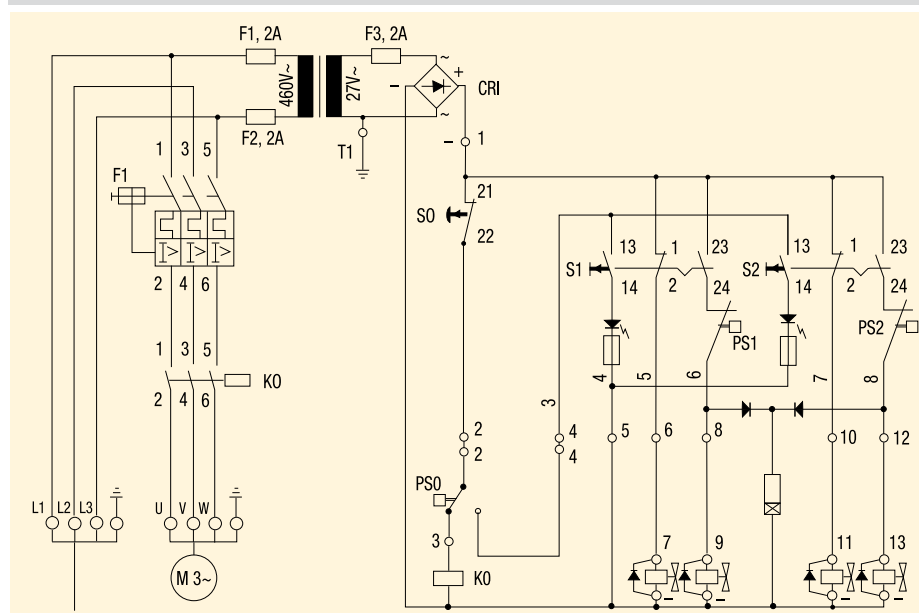 F1, 2A
F3, 2A
460V~
27V~
~
+
-
~
CRI
F2, 2A
T1
- 1
1 3 5
F1
I> I> I>
2 4 6
21
S0
22
13
1
23
13
1
23
S1
S2
14
2
24
14
2
24
PS1
PS2
1 3 5
K0
2 4 6
3
4
5
6
7
8
2
2
4
4
5
6
8
10
12
PS0
3
K0
L1 L2 L3
U V W
M 3~
7
9
11
13
-
-
-
-